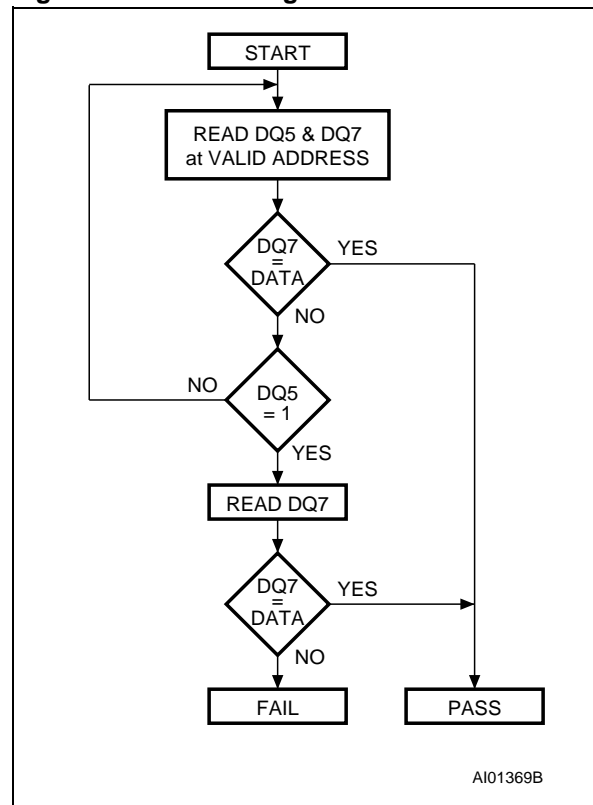 START
READ DQ5 & DQ7
at VALID ADDRESS
DQ7
=
DATA
YES
NO
NO
DQ5
= 1
YES
READ DQ7
DQ7
=
DATA
YES
NO
FAIL
PASS
AI01369B